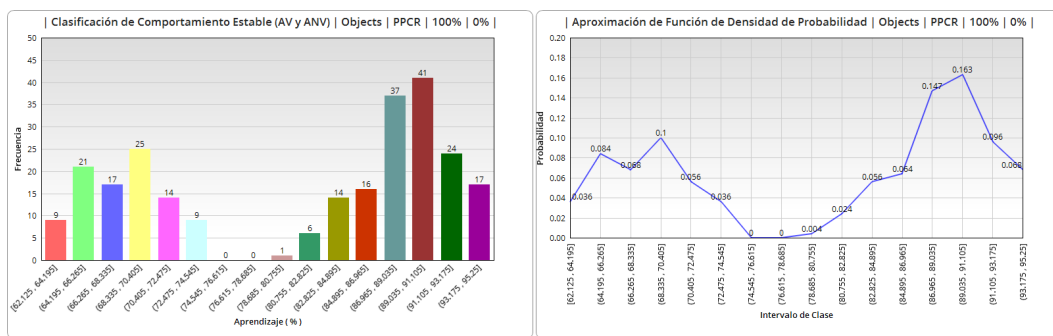 | Clasificación de Comportamiento Estable (AV y ANV) | Objects | PPCR | 100% | 0% |
50
45
40
35
30
25
20
15
10
5
0
Frecuencia
9
21
17
25
14
9
0
0
1
6
14
16
37
41
24
17
[62.125 , 64.195]
(64.195 , 66.265]
(66.265 , 68.335]
(68.335 , 70.405]
(70.405 , 72.475]
(72.475 , 74.545]
(74.545 , 76.615]
(76.615 , 78.685]
(78.685 , 80.755]
(80.755 , 82.825]
(82.825 , 84.895]
(84.895 , 86.965]
(86.965 , 89.035]
(89.035 , 91.105]
(91.105 , 93.175]
(93.175 , 95.25]
Aprendizaje ( % )
| Aproximación de Función de Densidad de Probabilidad | Objects | PPCR | 100% | 0% |
0.20
0.18
0.16
0.14
0.12
0.10
0.08
0.06
0.04
0.02
0.00
Probabilidad
0.036
0.084
0.068
0.1
0.056
0.036
0
0
0.004
0.024
0.056
0.064
0.147
0.163
0.096
0.068
[62.125 , 64.195]
(64.195 , 66.265]
(66.265 , 68.335]
(68.335 , 70.405]
(70.405 , 72.475]
(72.475 , 74.545]
(74.545 , 76.615]
(76.615 , 78.685]
(78.685 , 80.755]
(80.755 , 82.825]
(82.825 , 84.895]
(84.895 , 86.965]
(86.965 , 89.035]
(89.035 , 91.105]
(91.105 , 93.175]
(93.175 , 95.25]
Intervalo de Clase